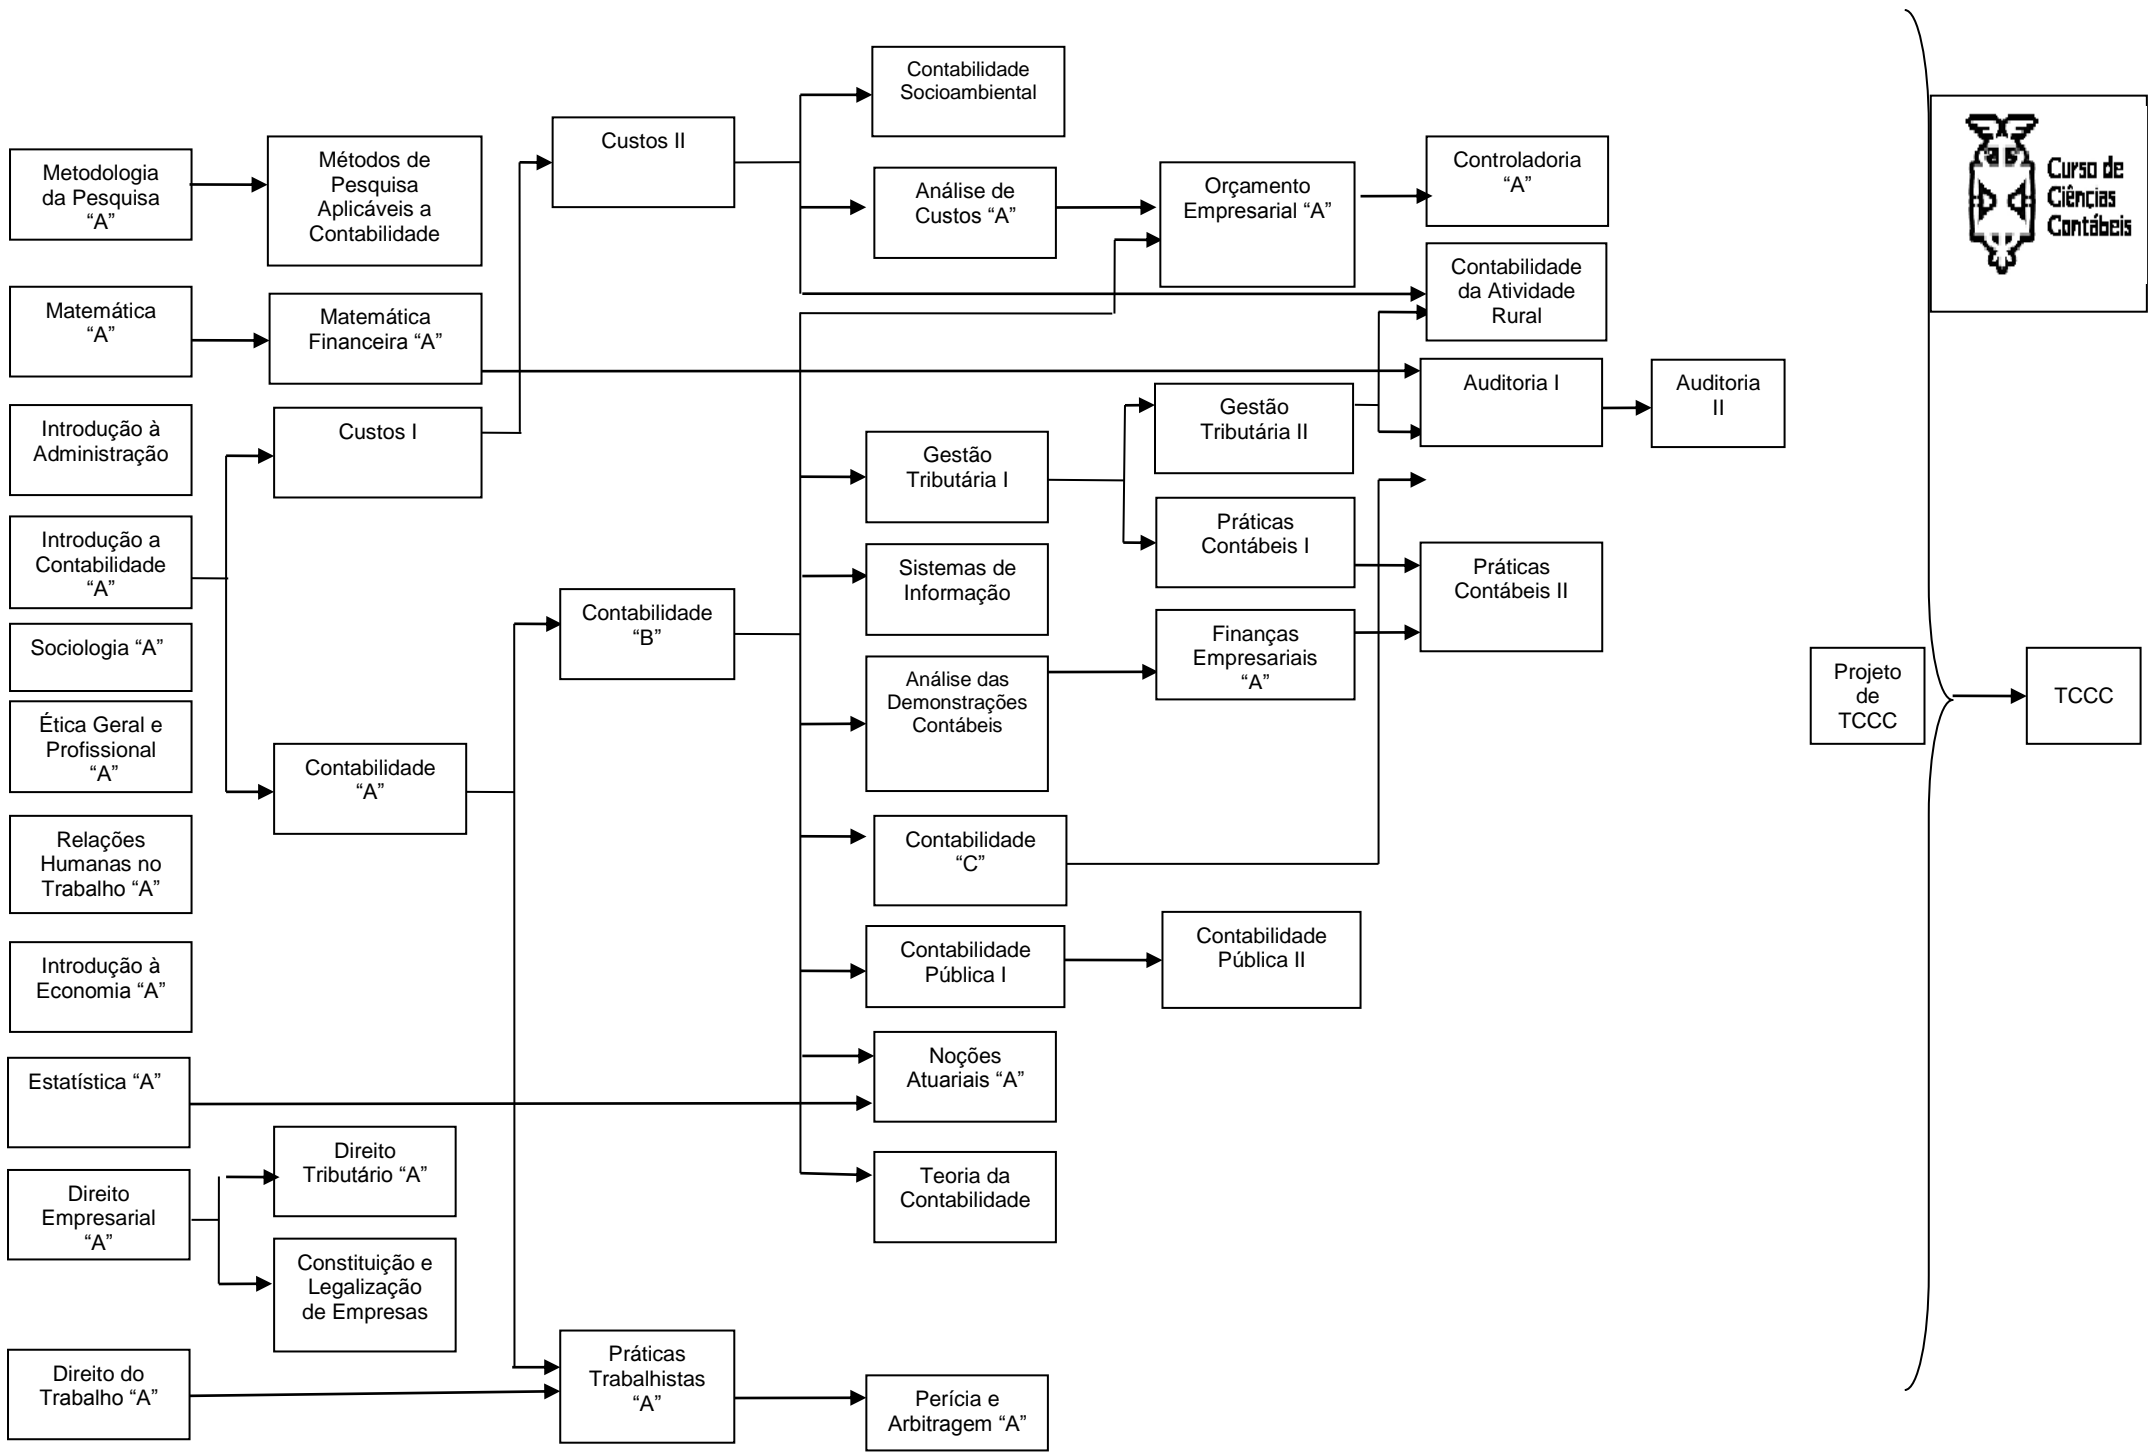 Metodologia
da Pesquisa
“A”
Matemática
“A”
Introdução à
Administração
Introdução a
Contabilidade
“A”
Sociologia “A”
Ética Geral e
Profissional
“A”
Relações
Humanas no
Trabalho “A”
Introdução à
Economia “A”
Estatística “A”
Direito
Empresarial
“A”
Direito do
Trabalho “A”
Métodos de
Pesquisa
Aplicáveis a
Contabilidade
Matemática
Financeira “A”
Custos I
Contabilidade
“A”
Direito
Tributário “A”
Constituição e
Legalização
de Empresas
Custos II
Contabilidade
“B”
Práticas
Trabalhistas
“A”
Contabilidade
Socioambiental
Análise de
Custos “A”
Gestão
Tributária I
Sistemas de
Informação
Análise das
Demonstrações
Contábeis
Contabilidade
“C”
Contabilidade
Pública I
Noções
Atuariais “A”
Teoria da
Contabilidade
Perícia e
Arbitragem “A”
Orçamento
Empresarial “A”
Gestão
Tributária II
Práticas
Contábeis I
Finanças
Empresariais
“A”
Contabilidade
Pública II
Controladoria
“A”
Contabilidade
da Atividade
Rural
Auditoria I
Práticas
Contábeis II
Auditoria
II
Projeto
de
TCCC
Curso de
Ciências
Contábeis
TCCC